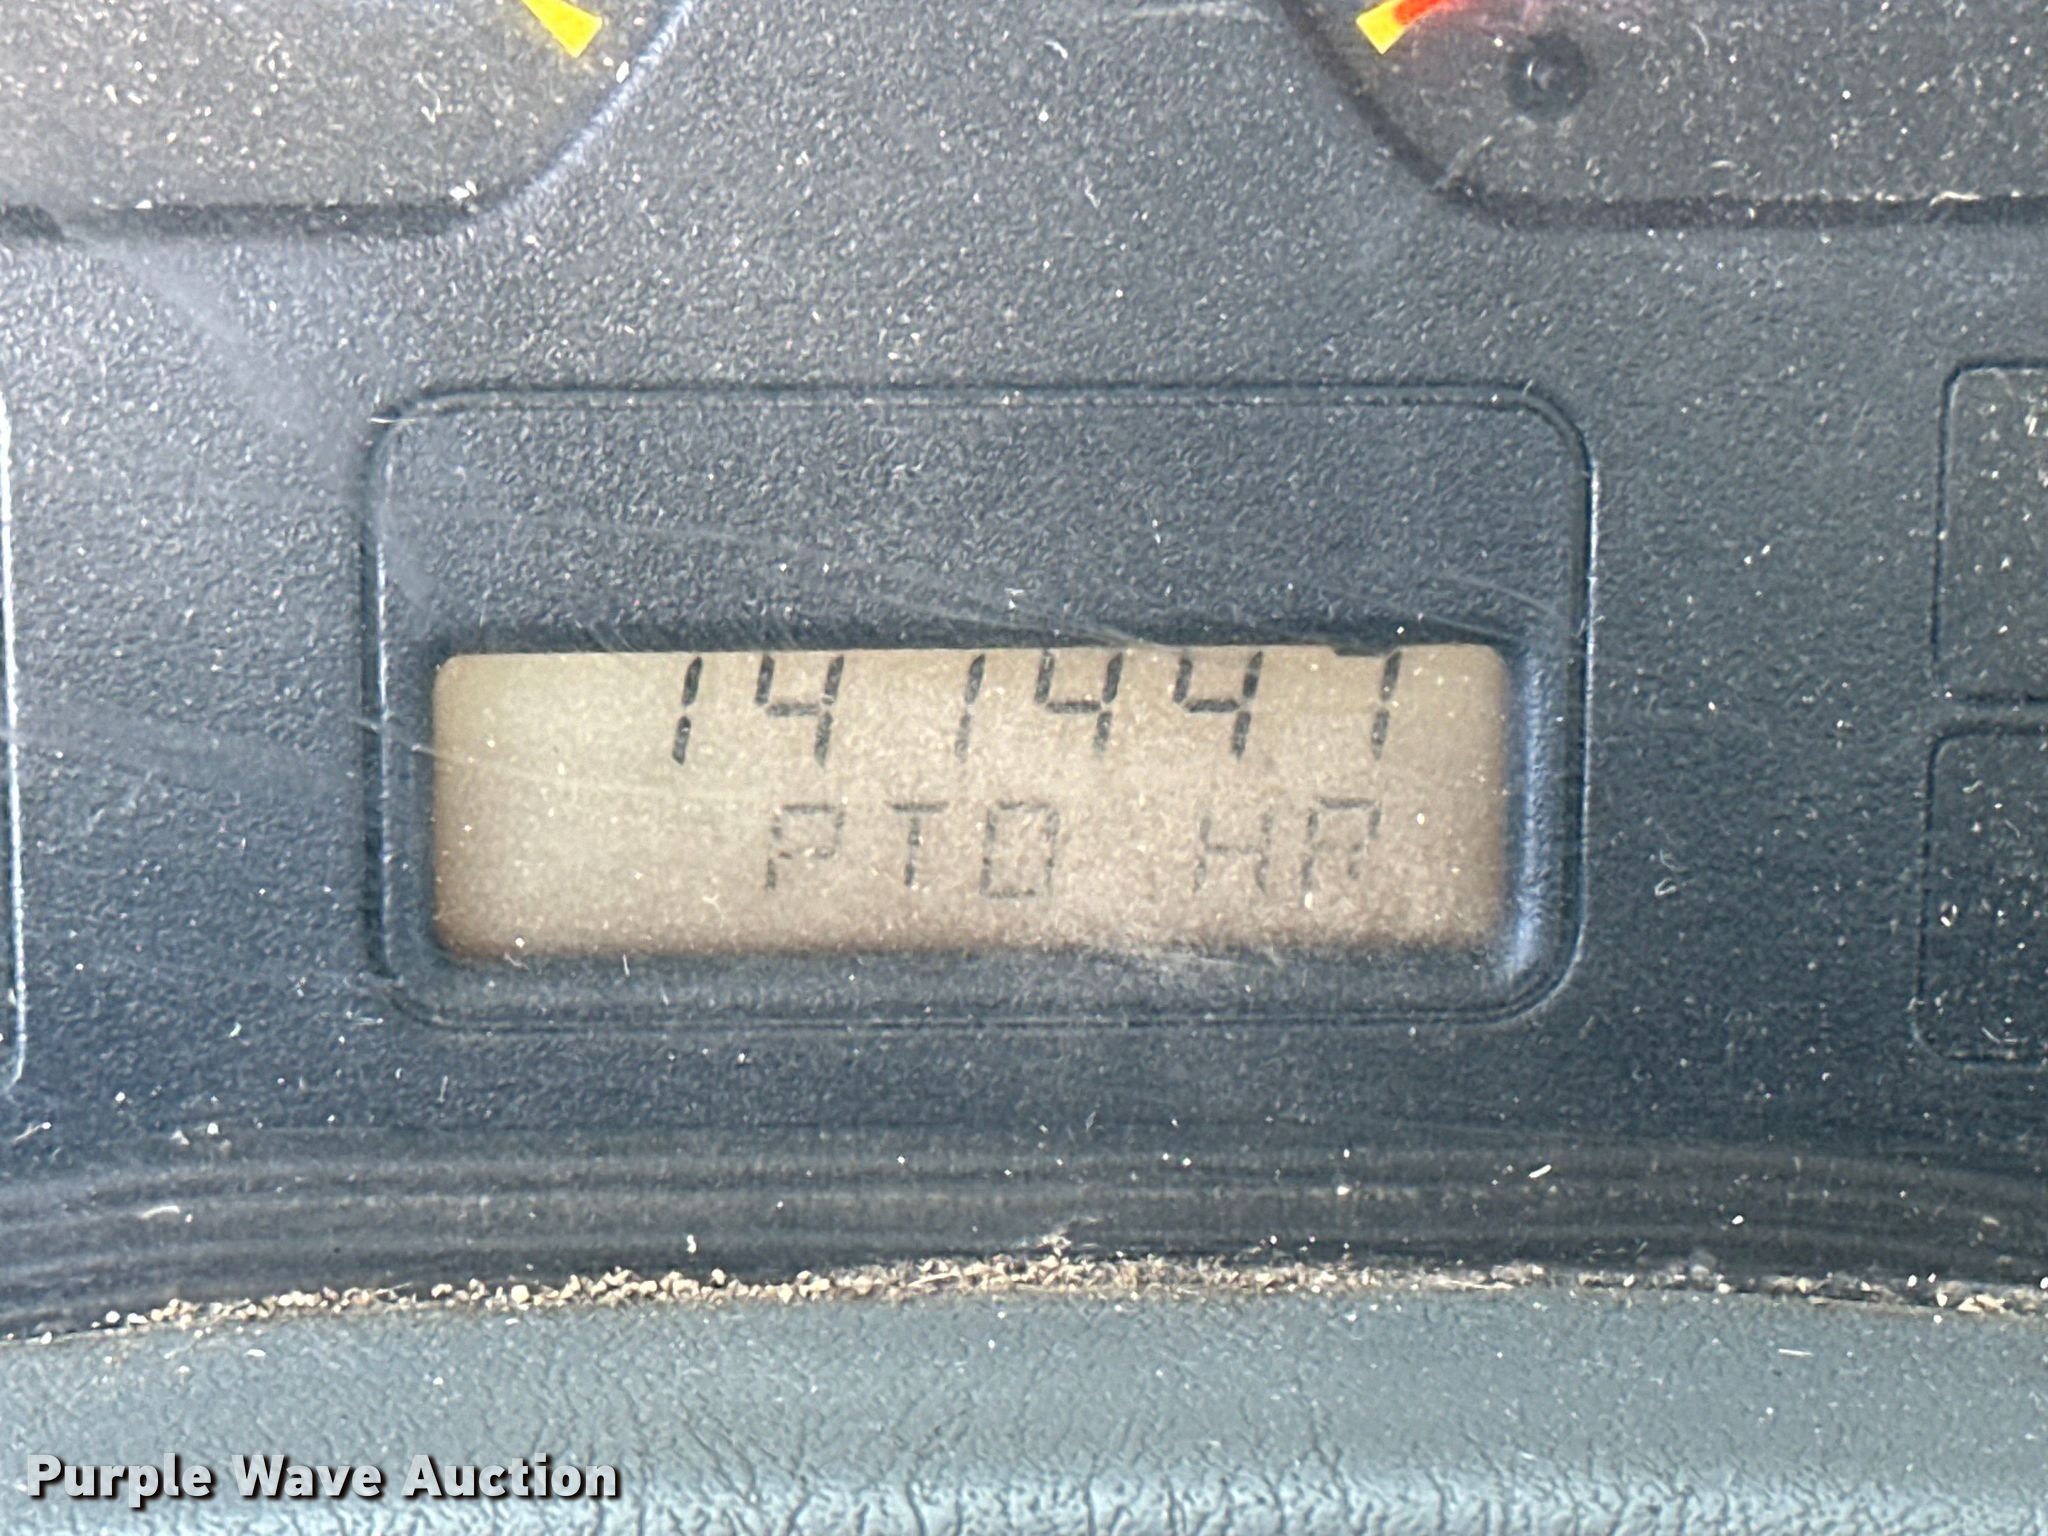 141447
PTO HR
Purple Wave Auction